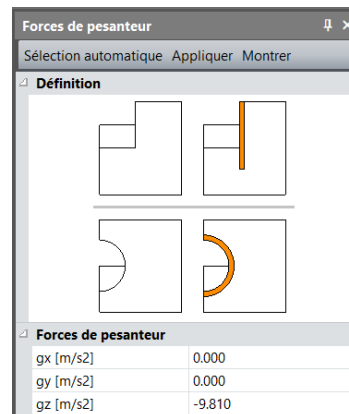 Forces de pesanteur
Sélection automatique Appliquer Montrer
Définition
Forces de pesanteur
gx [m/s2] 0.000
gy [m/s2] 0.000
gz [m/s2] -9.810